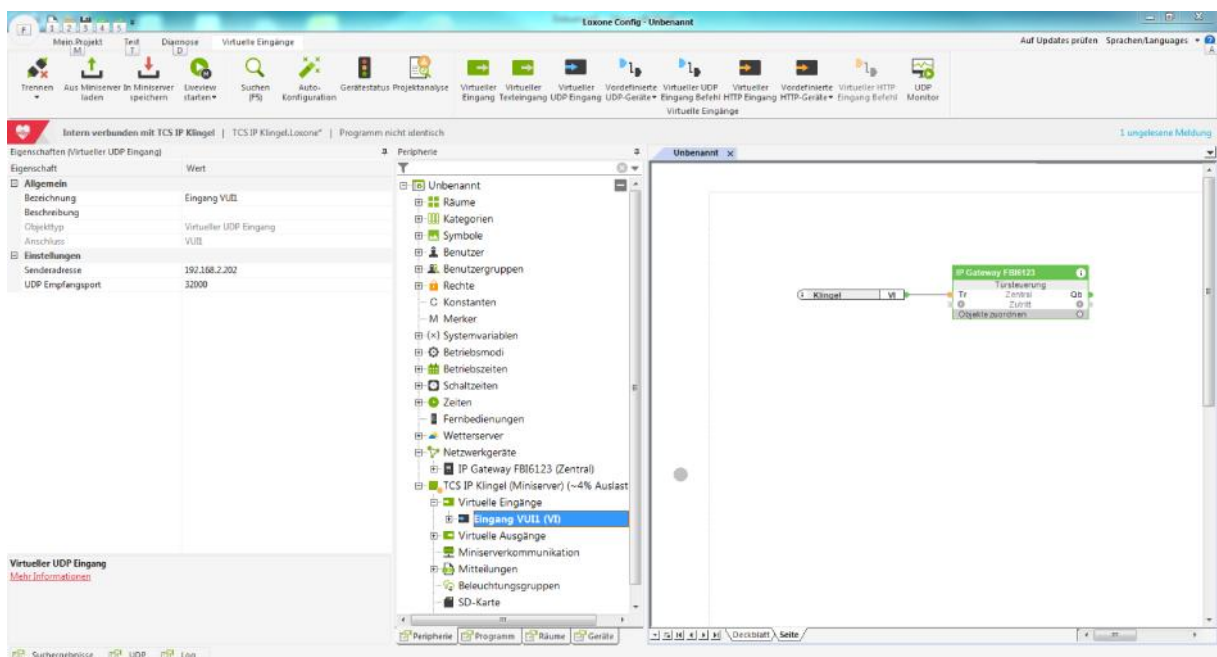 Loxone Config - Unbenannt
F 1 2 3 4 5
Mein Projekt Test Diagnose Virtuelle Eingänge
M T D
Auf Updates prüfen Sprachen/Languages
Trennen
Aus Miniserver laden
In Miniserver speichern
Liveview starten
Suchen (F5)
Auto-Konfiguration
Gerätestatus
Projektanalyse
Virtueller Eingang
Virtueller Texteingang
Virtueller UDP Eingang
Vordefinierte UDP-Geräte
Virtueller UDP Eingang Befehl
Virtueller HTTP Eingang
Vordefinierte HTTP-Geräte
Virtueller HTTP Eingang Befehl
UDP Monitor
Virtuelle Eingänge
Intern verbunden mit TCS IP Klingel | TCS IP Klingel.Loxone* | Programm nicht identisch
1 ungelesene Meldung
Eigenschaften (Virtueller UDP Eingang)
Eigenschaft Wert
Allgemein
Bezeichnung Eingang VUI1
Beschreibung
Objekttyp Virtueller UDP Eingang
Anschluss VUI1
Einstellungen
Senderadresse 192.168.2.202
UDP Empfangsport 32000
Virtueller UDP Eingang
Mehr Informationen
Peripherie
Unbenannt
Räume
Kategorien
Symbole
Benutzer
Benutzergruppen
Rechte
C Konstanten
M Merker
(×) Systemvariablen
Betriebsmodi
Betriebszeiten
Schaltzeiten
Zeiten
Fernbedienungen
Wetterserver
Netzwerkgeräte
IP Gateway FBI6123 (Zentral)
TCS IP Klingel (Miniserver) (~4% Auslast
Virtuelle Eingänge
Eingang VUI1 (VI)
Virtuelle Ausgänge
Miniserverkommunikation
Mitteilungen
Beleuchtungsgruppen
SD-Karte
Peripherie Programm Räume Geräte
Unbenannt
Klingel VI
IP Gateway FBI6123
Türsteuerung
Tr Zentral Qb
Zutritt
Objekte zuordnen
Deckblatt Seite
Suchergebnisse UDP Log